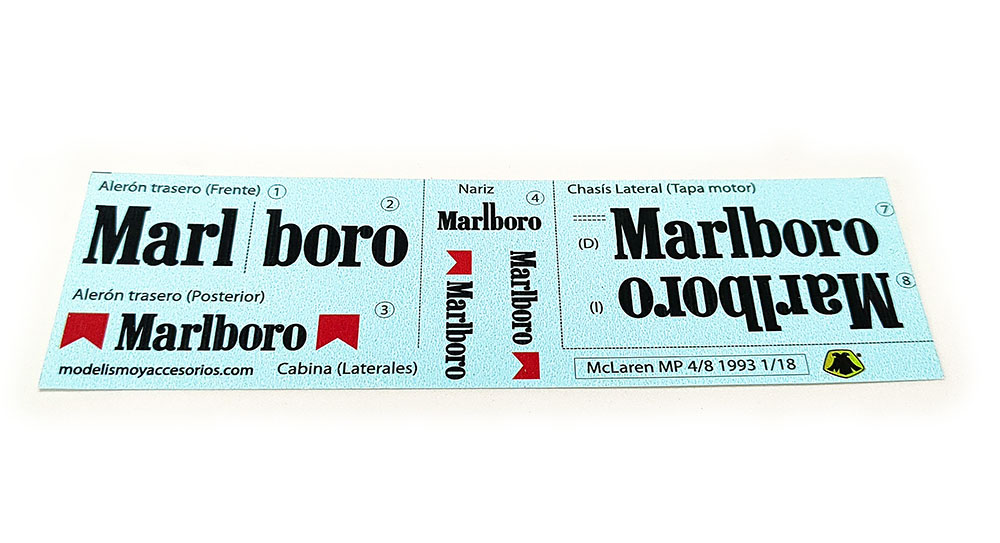 Alerón trasero (Frente) 1
2
Marl boro
Alerón trasero (Posterior)
3
Marlboro
modelismoyaccesorios.com
Cabina (Laterales)
Nariz
4
Marlboro
Marlboro
Marlboro
Chasís Lateral (Tapa motor)
7
(D)
Marlboro
8
(I)
Marlboro
McLaren MP 4/8 1993 1/18